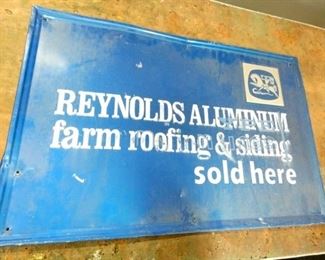 REYNOLDS ALUMINUM
farm roofing & siding
sold here